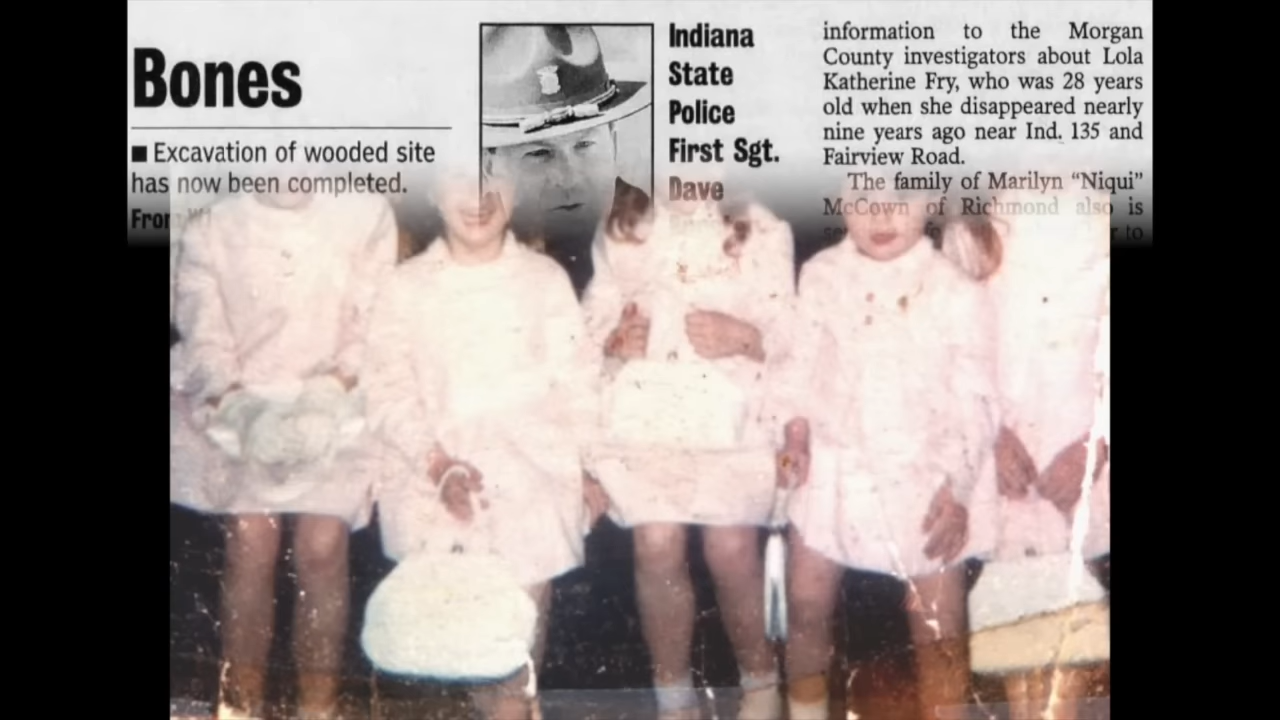 Bones
■ Excavation of wooded site
has now been completed.
From
Indiana
State
Police
First Sgt.
Dave
information to the Morgan
County investigators about Lola
Katherine Fry, who was 28 years
old when she disappeared nearly
nine years ago near Ind. 135 and
Fairview Road.
The family of Marilyn “Niqui”
McCown of Richmond also is
to